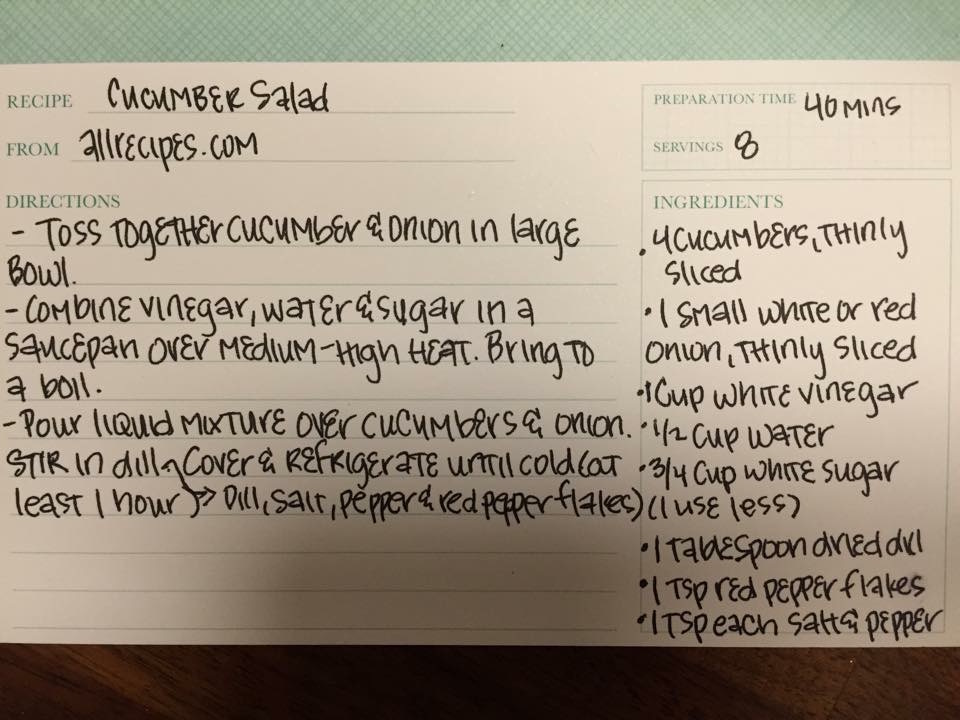 RECIPE Cucumber Salad
FROM allrecipes.com
DIRECTIONS
- Toss together cucumber & onion in large
Bowl.
- Combine vinegar, water & sugar in a
saucepan over medium-high heat. Bring to
a boil.
- Pour liquid mixture over cucumbers & onion.
Stir in dill, Cover & refrigerate until cold (at
least 1 hour) → Dill, salt, pepper & red pepper flakes)
PREPARATION TIME 40 mins
SERVINGS 8
INGREDIENTS
• 4 cucumbers, thinly
sliced
• 1 small white or red
onion, thinly sliced
• 1 cup white vinegar
• 1/2 cup water
• 3/4 cup white sugar
(I use less)
• 1 tablespoon dried dill
• 1 tsp red pepper flakes
• 1 tsp each salt & pepper